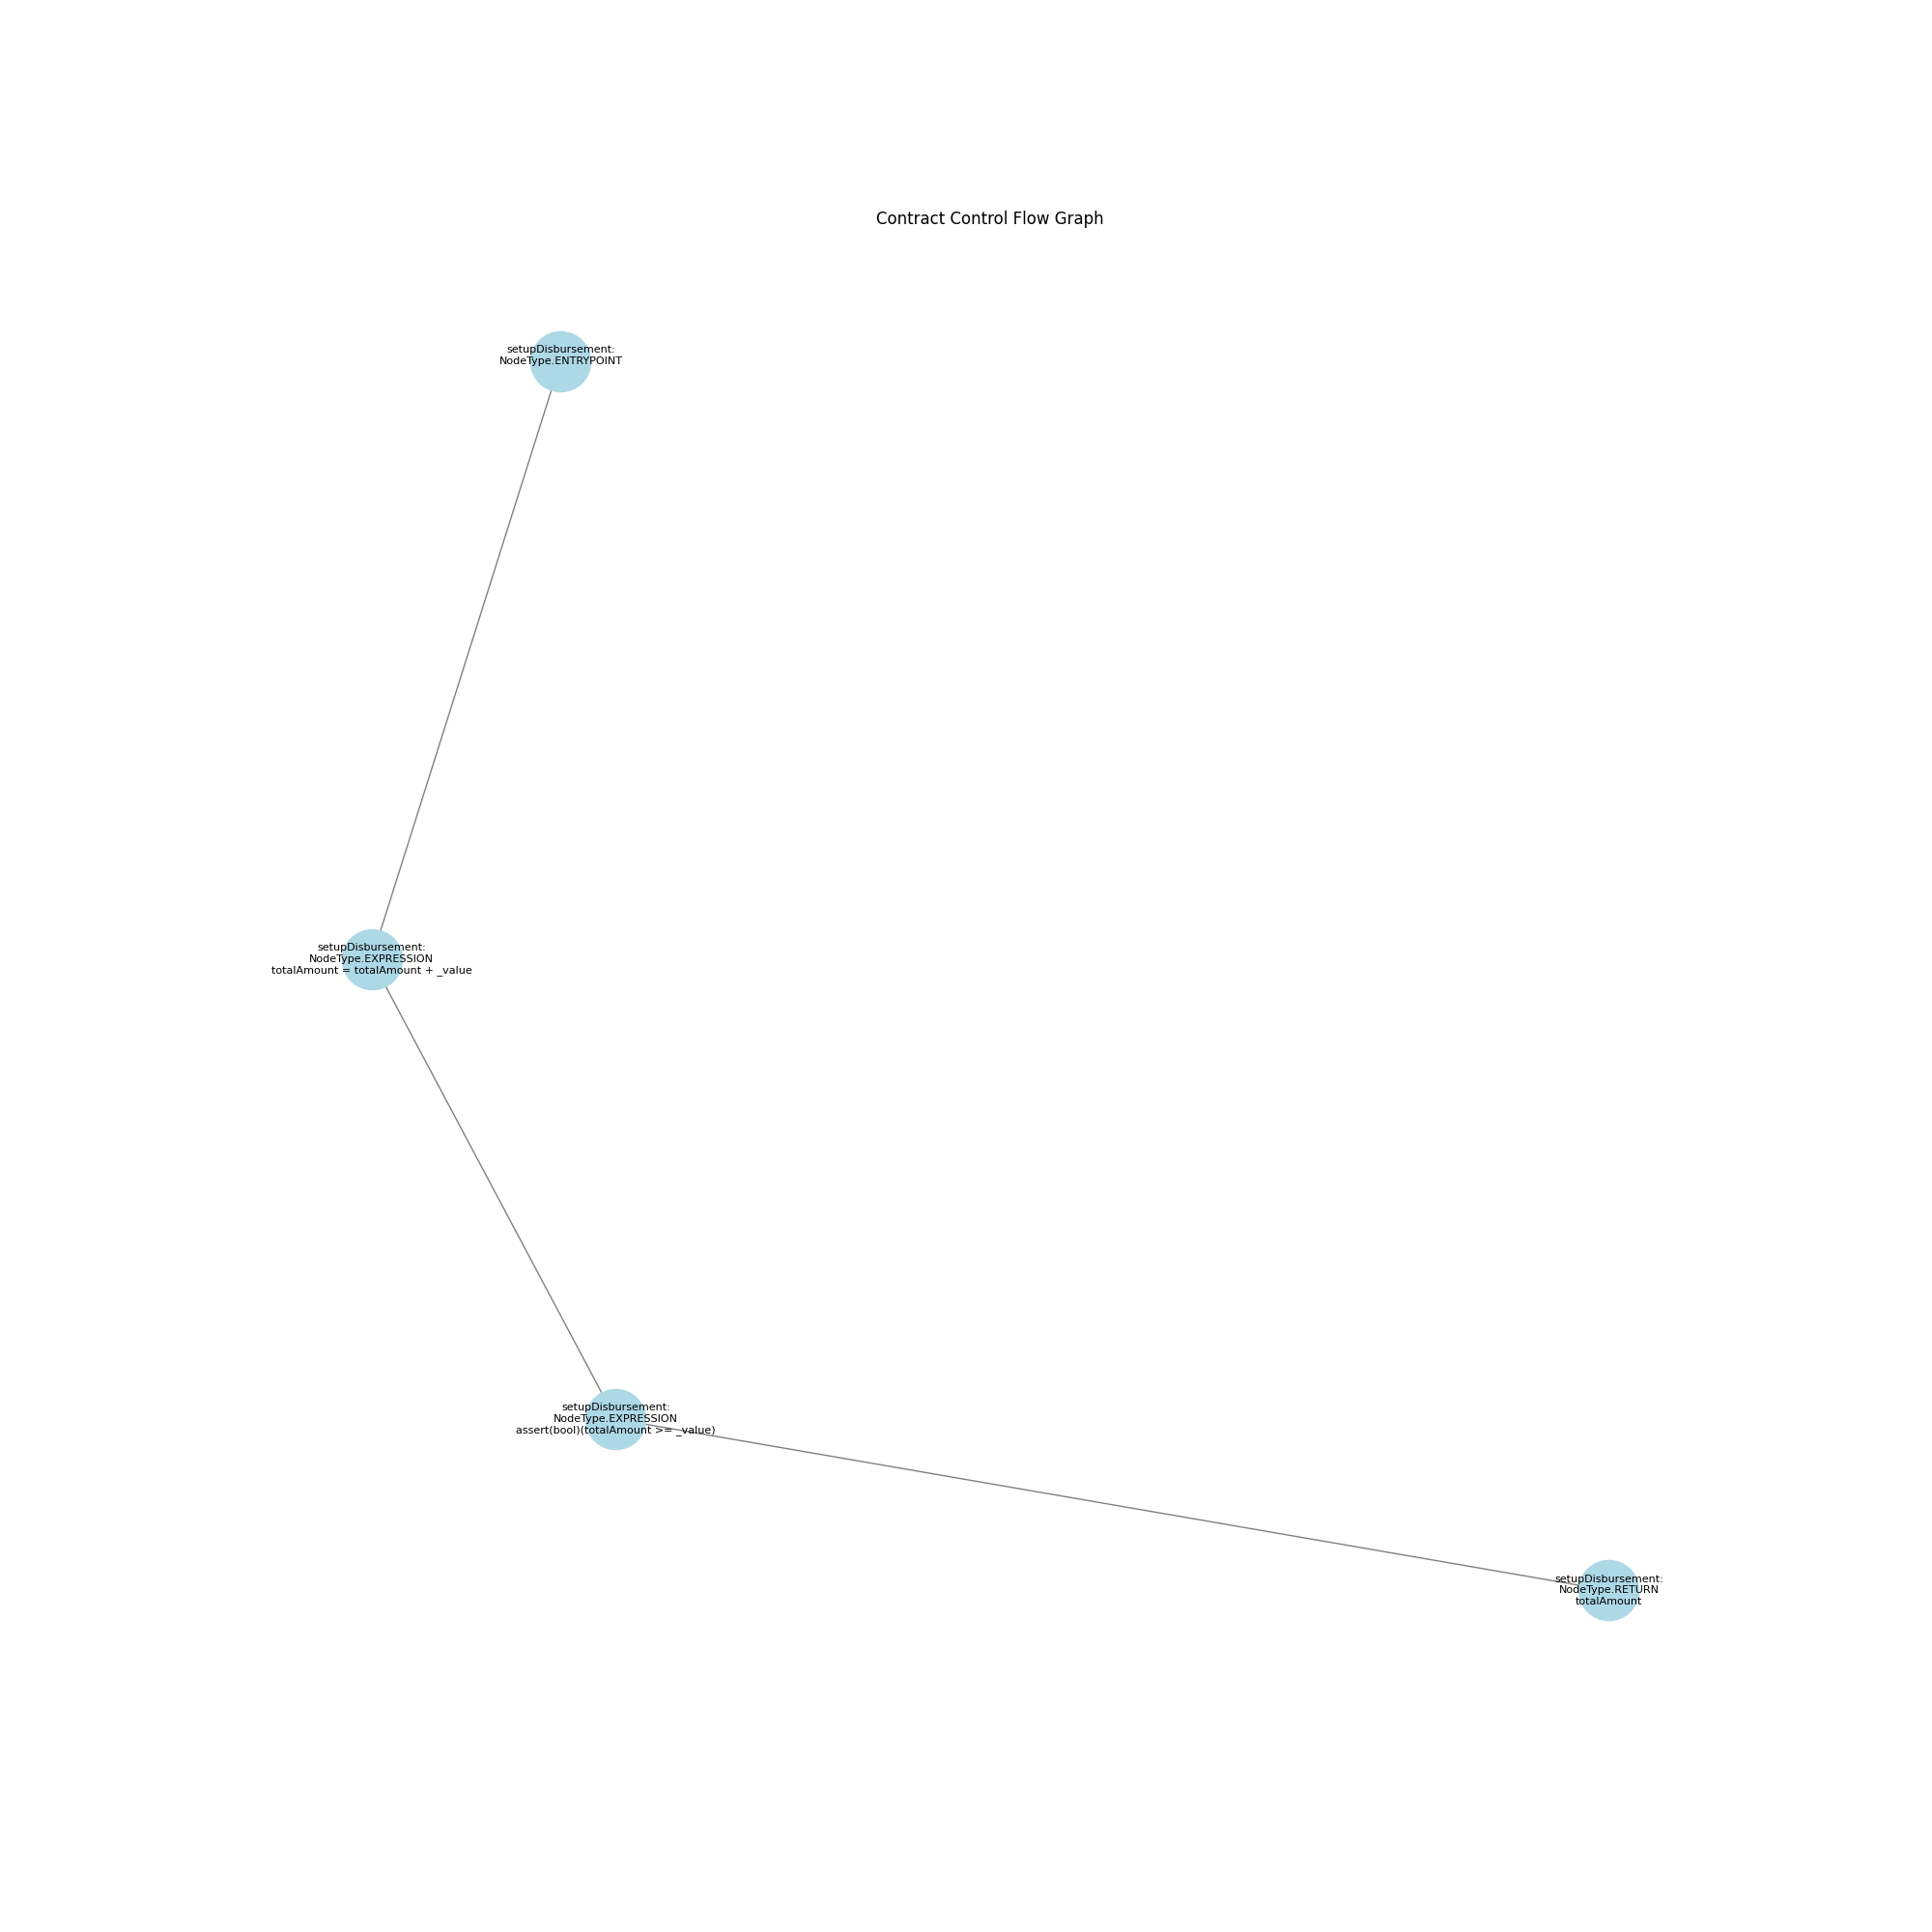 Contract Control Flow Graph
setupDisbursement:
NodeType.ENTRYPOINT
setupDisbursement:
NodeType.EXPRESSION
totalAmount = totalAmount + _value
setupDisbursement:
NodeType.EXPRESSION
assert(bool)(totalAmount >= _value)
setupDisbursement:
NodeType.RETURN
totalAmount